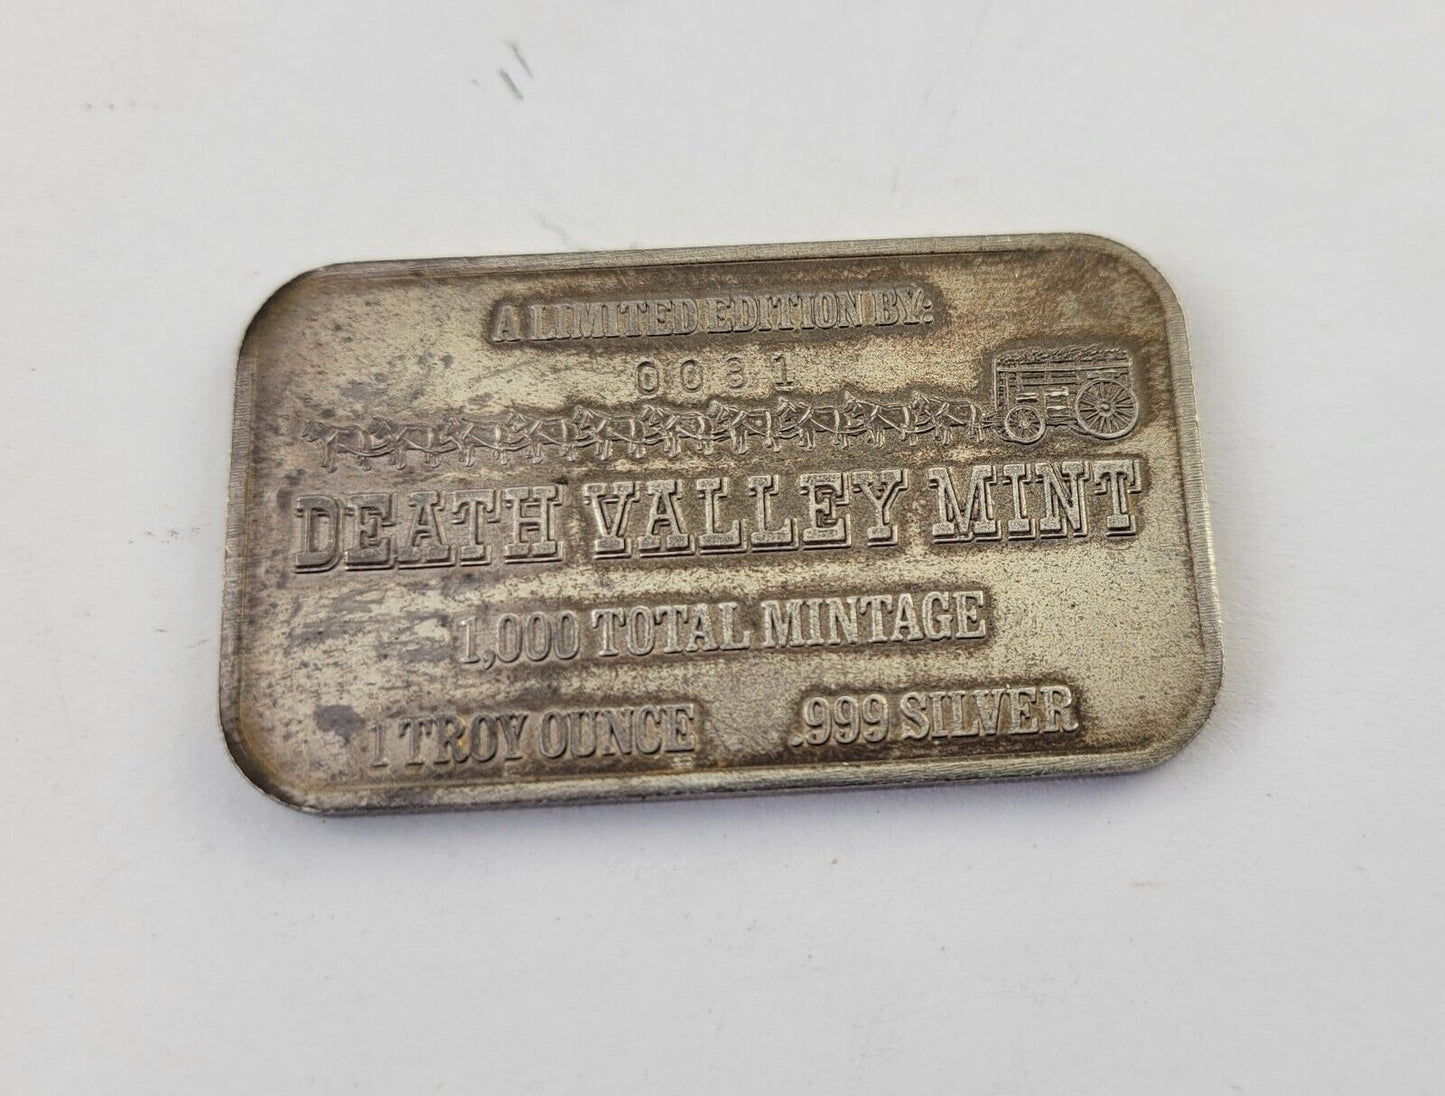 A LIMITED EDITION BY:
0031
DEATH VALLEY MINT
1,000 TOTAL MINTAGE
1 TROY OUNCE .999 SILVER